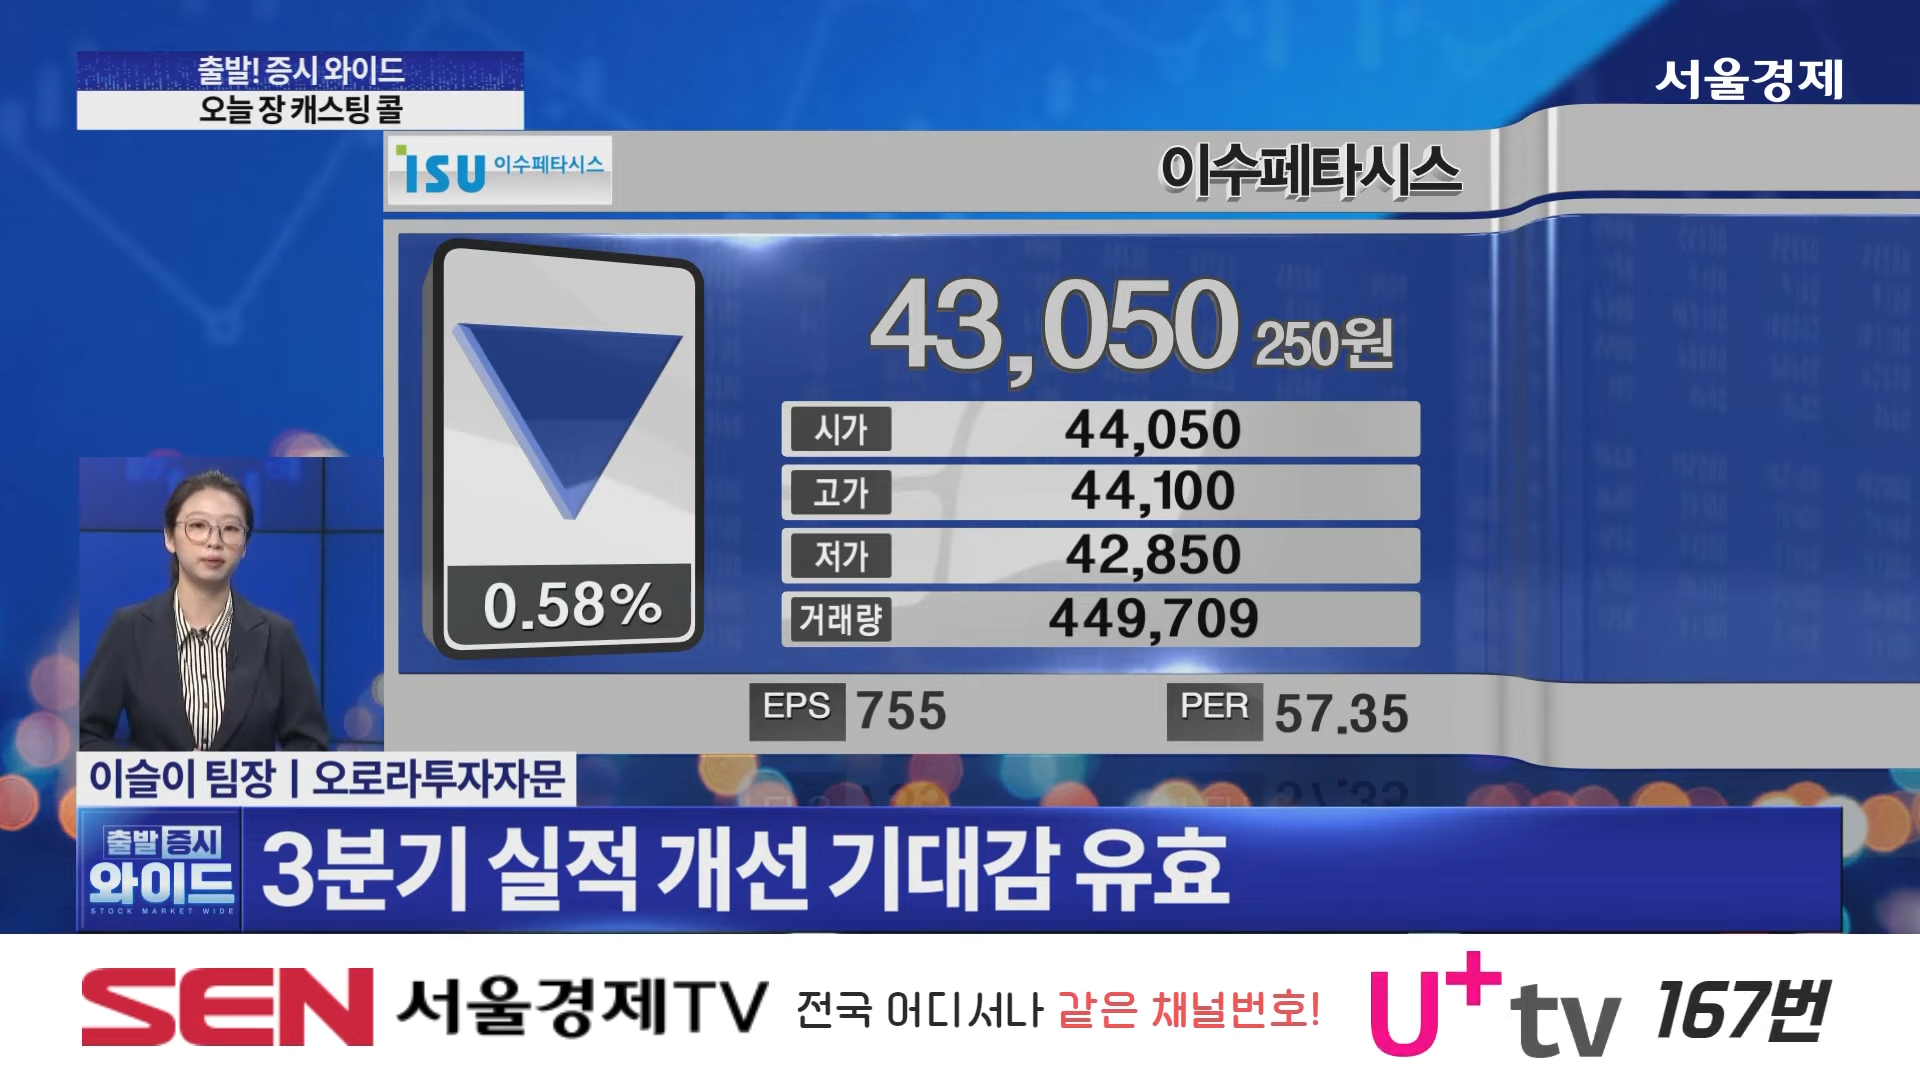 출발! 증시 와이드
오늘 장 캐스팅 콜
서울경제
ISU 이수페타시스
이수페타시스
43,050 250원
시가 44,050
고가 44,100
저가 42,850
거래량 449,709
0.58%
EPS 755
PER 57.35
이슬이 팀장 | 오로라투자자문
출발 증시
와이드
STOCK MARKET WIDE
3분기 실적 개선 기대감 유효
SEN 서울경제TV 전국 어디서나 같은 채널번호! U+tv 167번